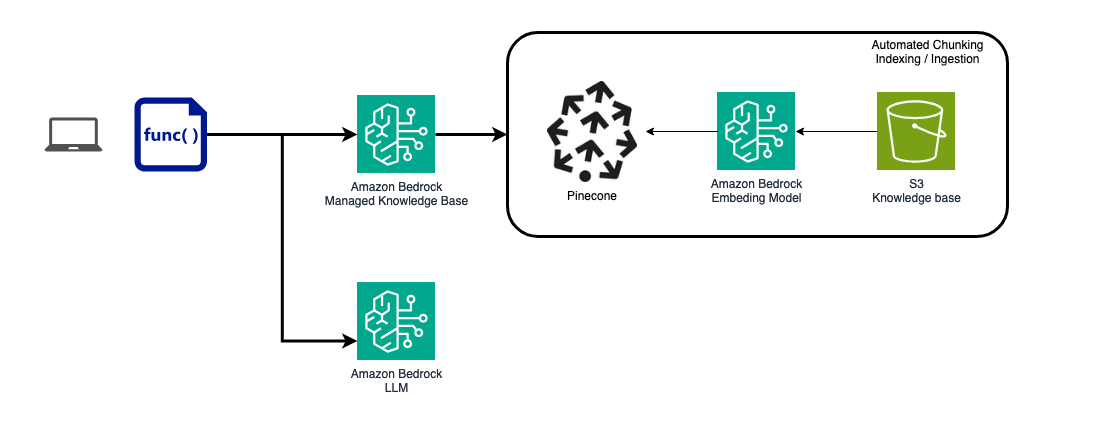 Automated Chunking
Indexing / Ingestion
func( )
Amazon Bedrock
Managed Knowledge Base
Pinecone
Amazon Bedrock
Embeding Model
S3
Knowledge base
Amazon Bedrock
LLM